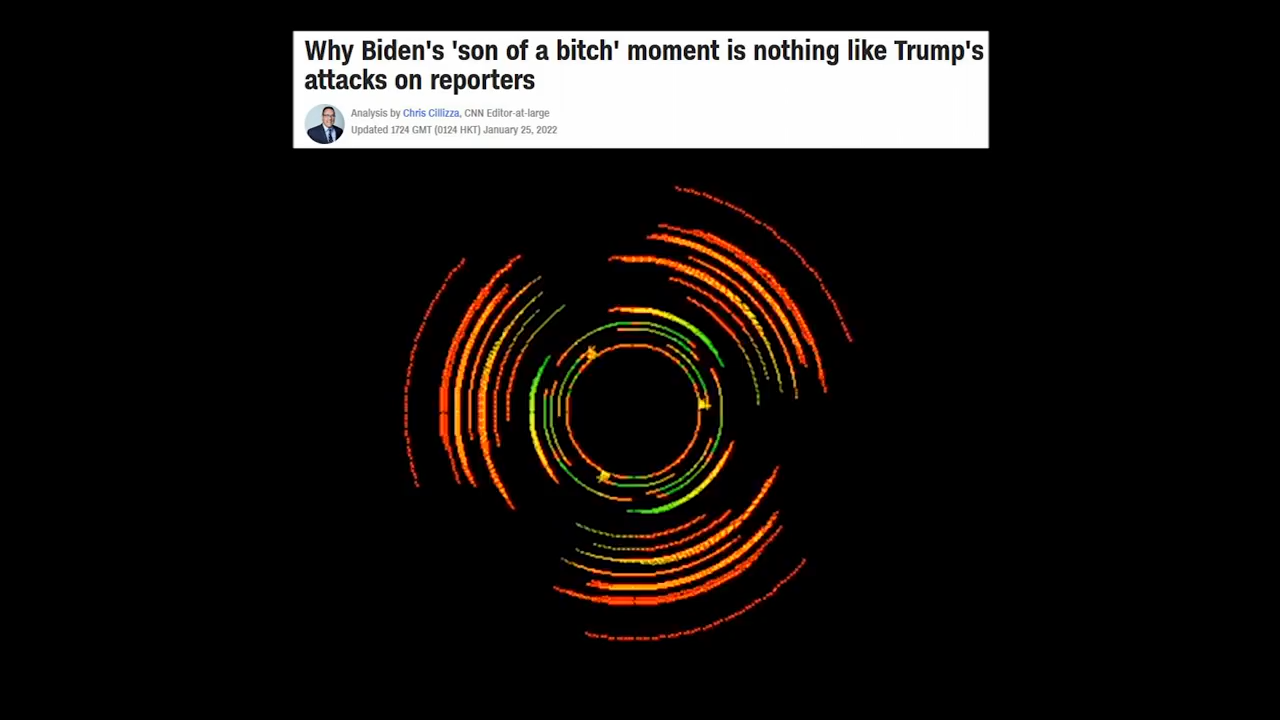 Why Biden's 'son of a bitch' moment is nothing like Trump's
attacks on reporters
Analysis by Chris Cillizza, CNN Editor-at-large
Updated 1724 GMT (0124 HKT) January 25, 2022